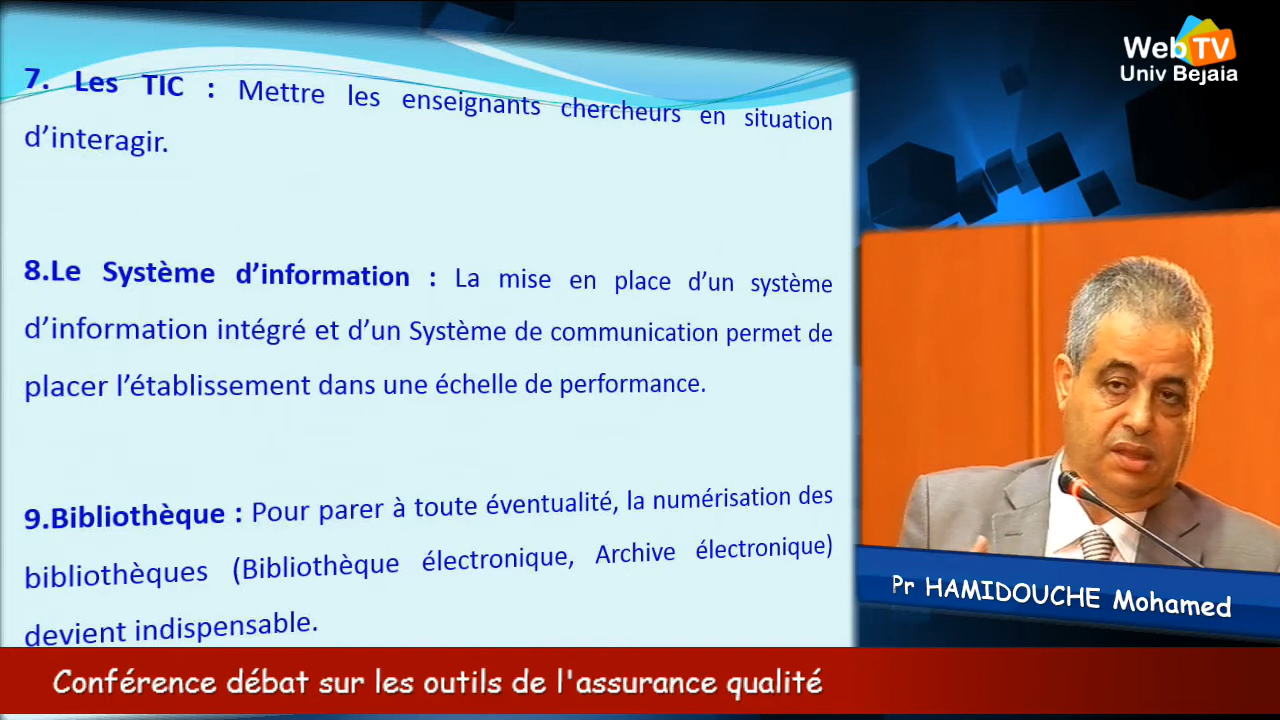 Web TV
Univ Bejaia
7. Les TIC : Mettre les enseignants chercheurs en situation
d’interagir.
8.Le Système d’information : La mise en place d’un système
d’information intégré et d’un Système de communication permet de
placer l’établissement dans une échelle de performance.
9.Bibliothèque : Pour parer à toute éventualité, la numérisation des
bibliothèques (Bibliothèque électronique, Archive électronique)
devient indispensable.
Pr HAMIDOUCHE Mohamed
Conférence débat sur les outils de l'assurance qualité